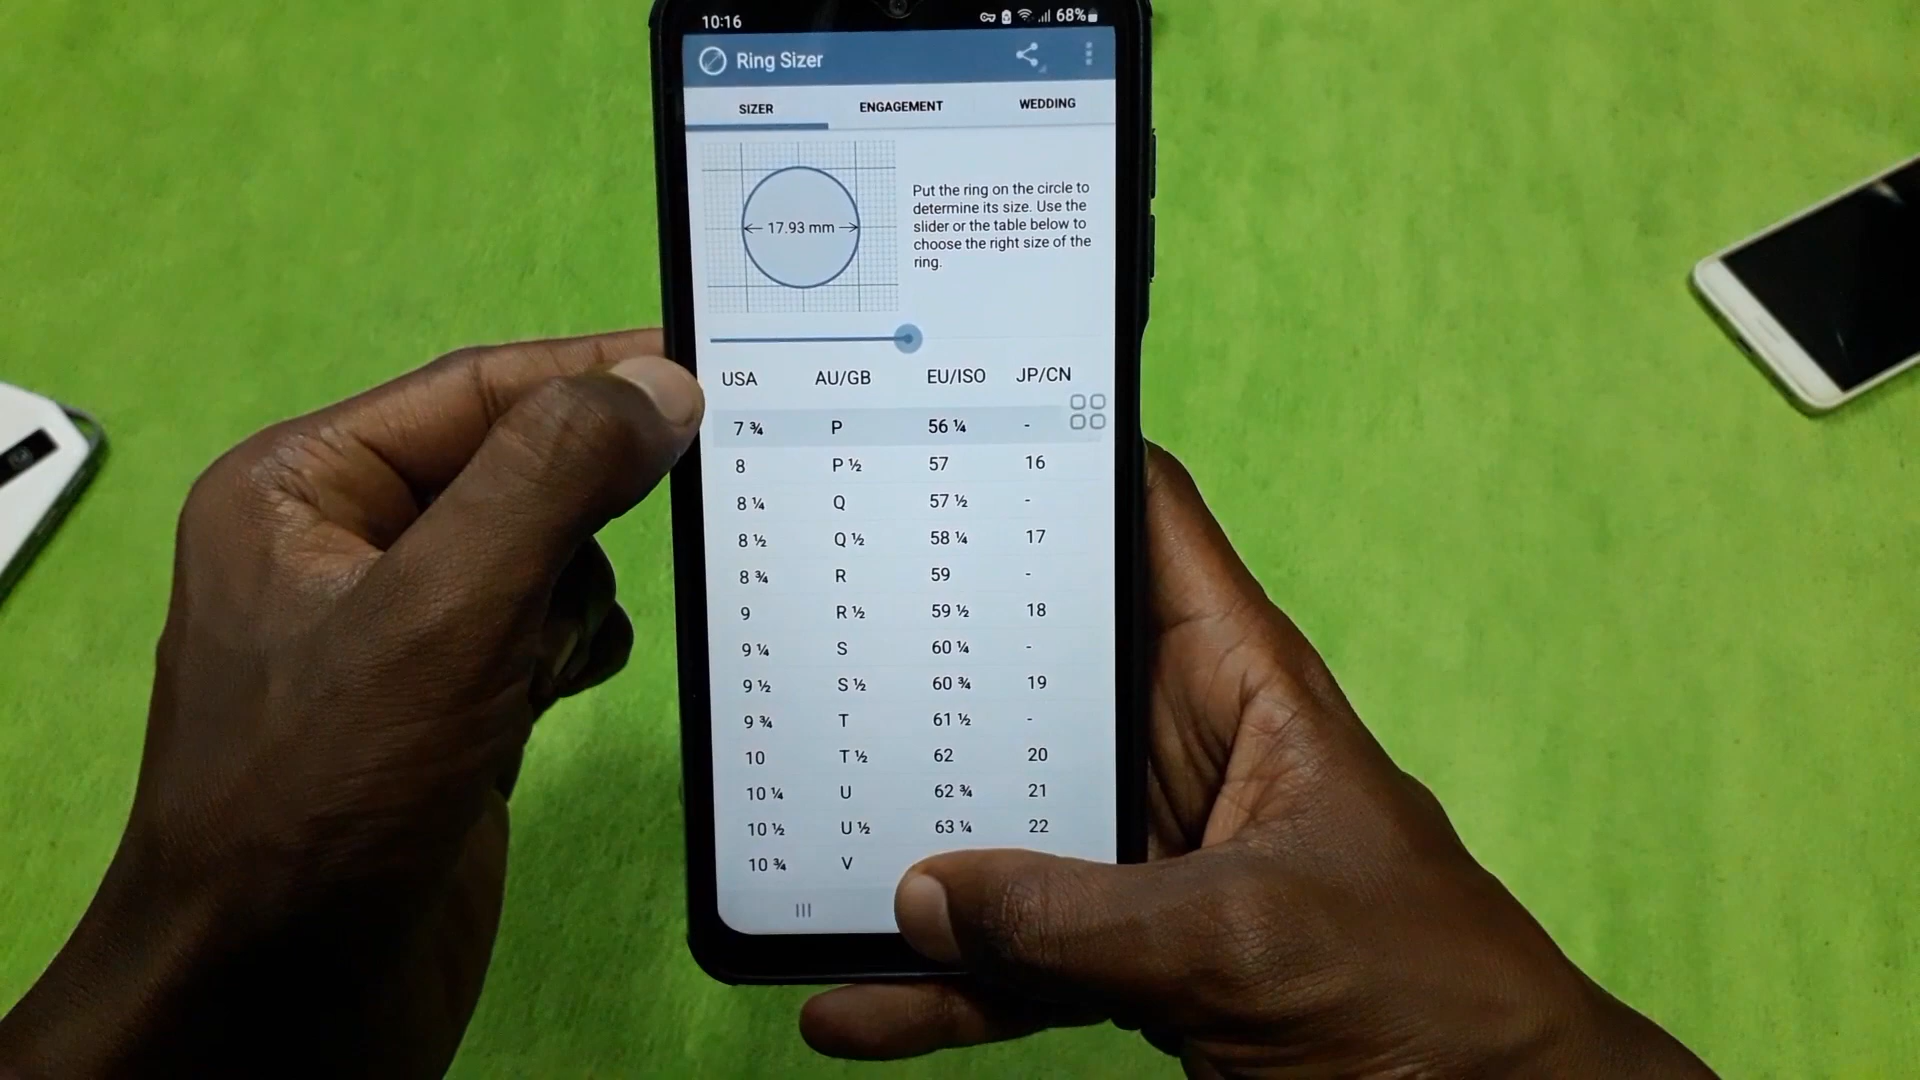 10:16
68%
Ring Sizer
SIZER ENGAGEMENT WEDDING
17.93 mm
Put the ring on the circle to
determine its size. Use the
slider or the table below to
choose the right size of the
ring.
USA AU/GB EU/ISO JP/CN
7 ¾ P 56 ¼ -
8 P ½ 57 16
8 ¼ Q 57 ½ -
8 ½ Q ½ 58 ¼ 17
8 ¾ R 59 -
9 R ½ 59 ½ 18
9 ¼ S 60 ¼ -
9 ½ S ½ 60 ¾ 19
9 ¾ T 61 ½ -
10 T ½ 62 20
10 ¼ U 62 ¾ 21
10 ½ U ½ 63 ¼ 22
10 ¾ V